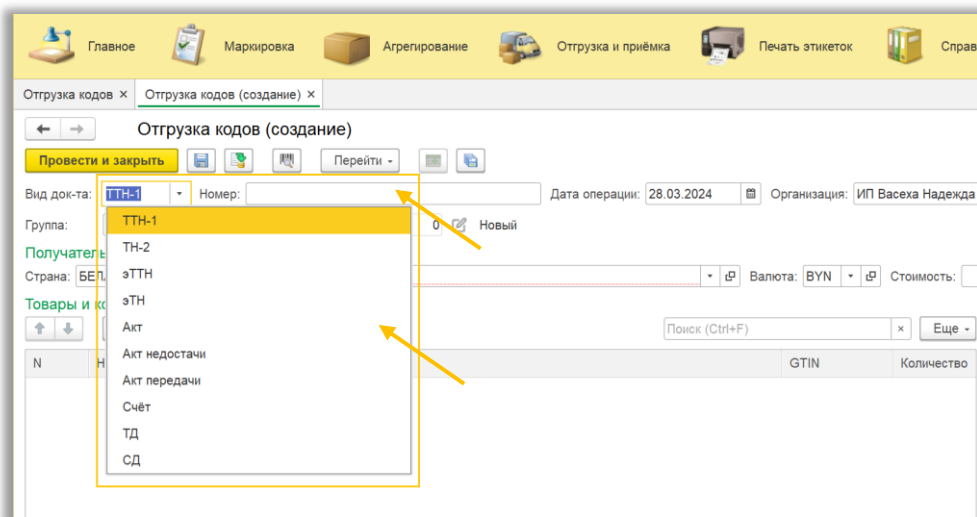 Главное Маркировка Агрегирование Отгрузка и приёмка Печать этикеток Справ
Отгрузка кодов × Отгрузка кодов (создание) ×
Отгрузка кодов (создание)
Провести и закрыть Перейти
Вид док-та: ТТН-1 Номер: Дата операции: 28.03.2024 Организация: ИП Васеха Надежда
Группа: 0 Новый
Получатель
Страна: БЕЛ Валюта: BYN Стоимость:
Товары и ко
Поиск (Ctrl+F) × Еще
N Н GTIN Количество
ТТН-1
ТН-2
эТТН
эТН
Акт
Акт недостачи
Акт передачи
Счёт
ТД
СД